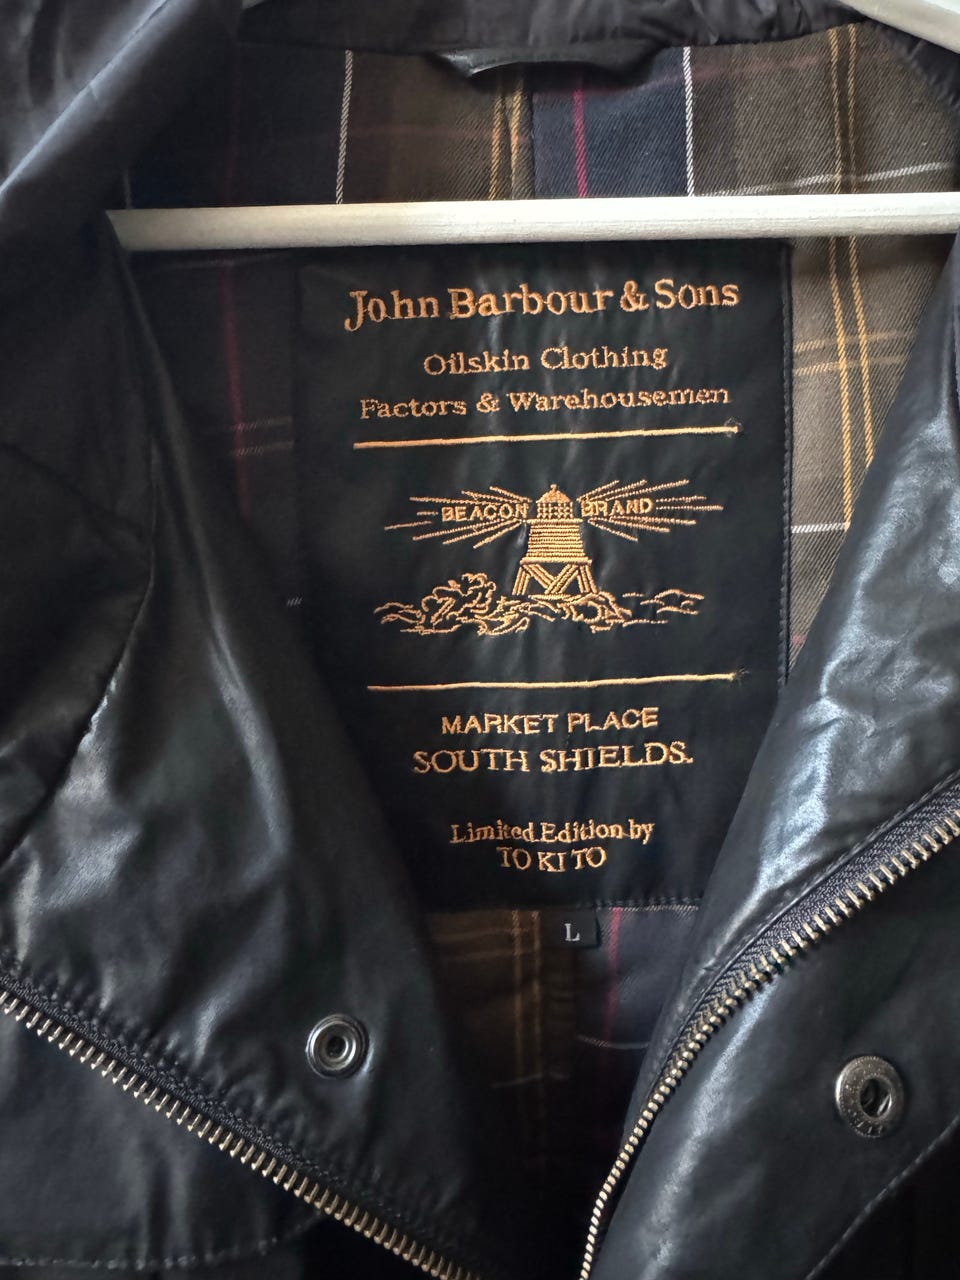 John Barbour & Sons
Oilskin Clothing
Factors & Warehousemen
BEACON BRAND
MARKET PLACE
SOUTH SHIELDS.
Limited Edition by
TO KI TO
L